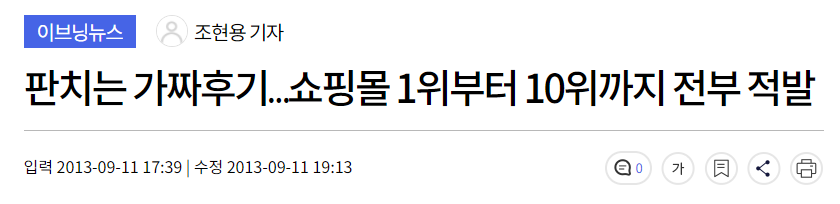 이브닝뉴스 조현용 기자
판치는 가짜후기...쇼핑몰 1위부터 10위까지 전부 적발
입력 2013-09-11 17:39 | 수정 2013-09-11 19:13 0 가